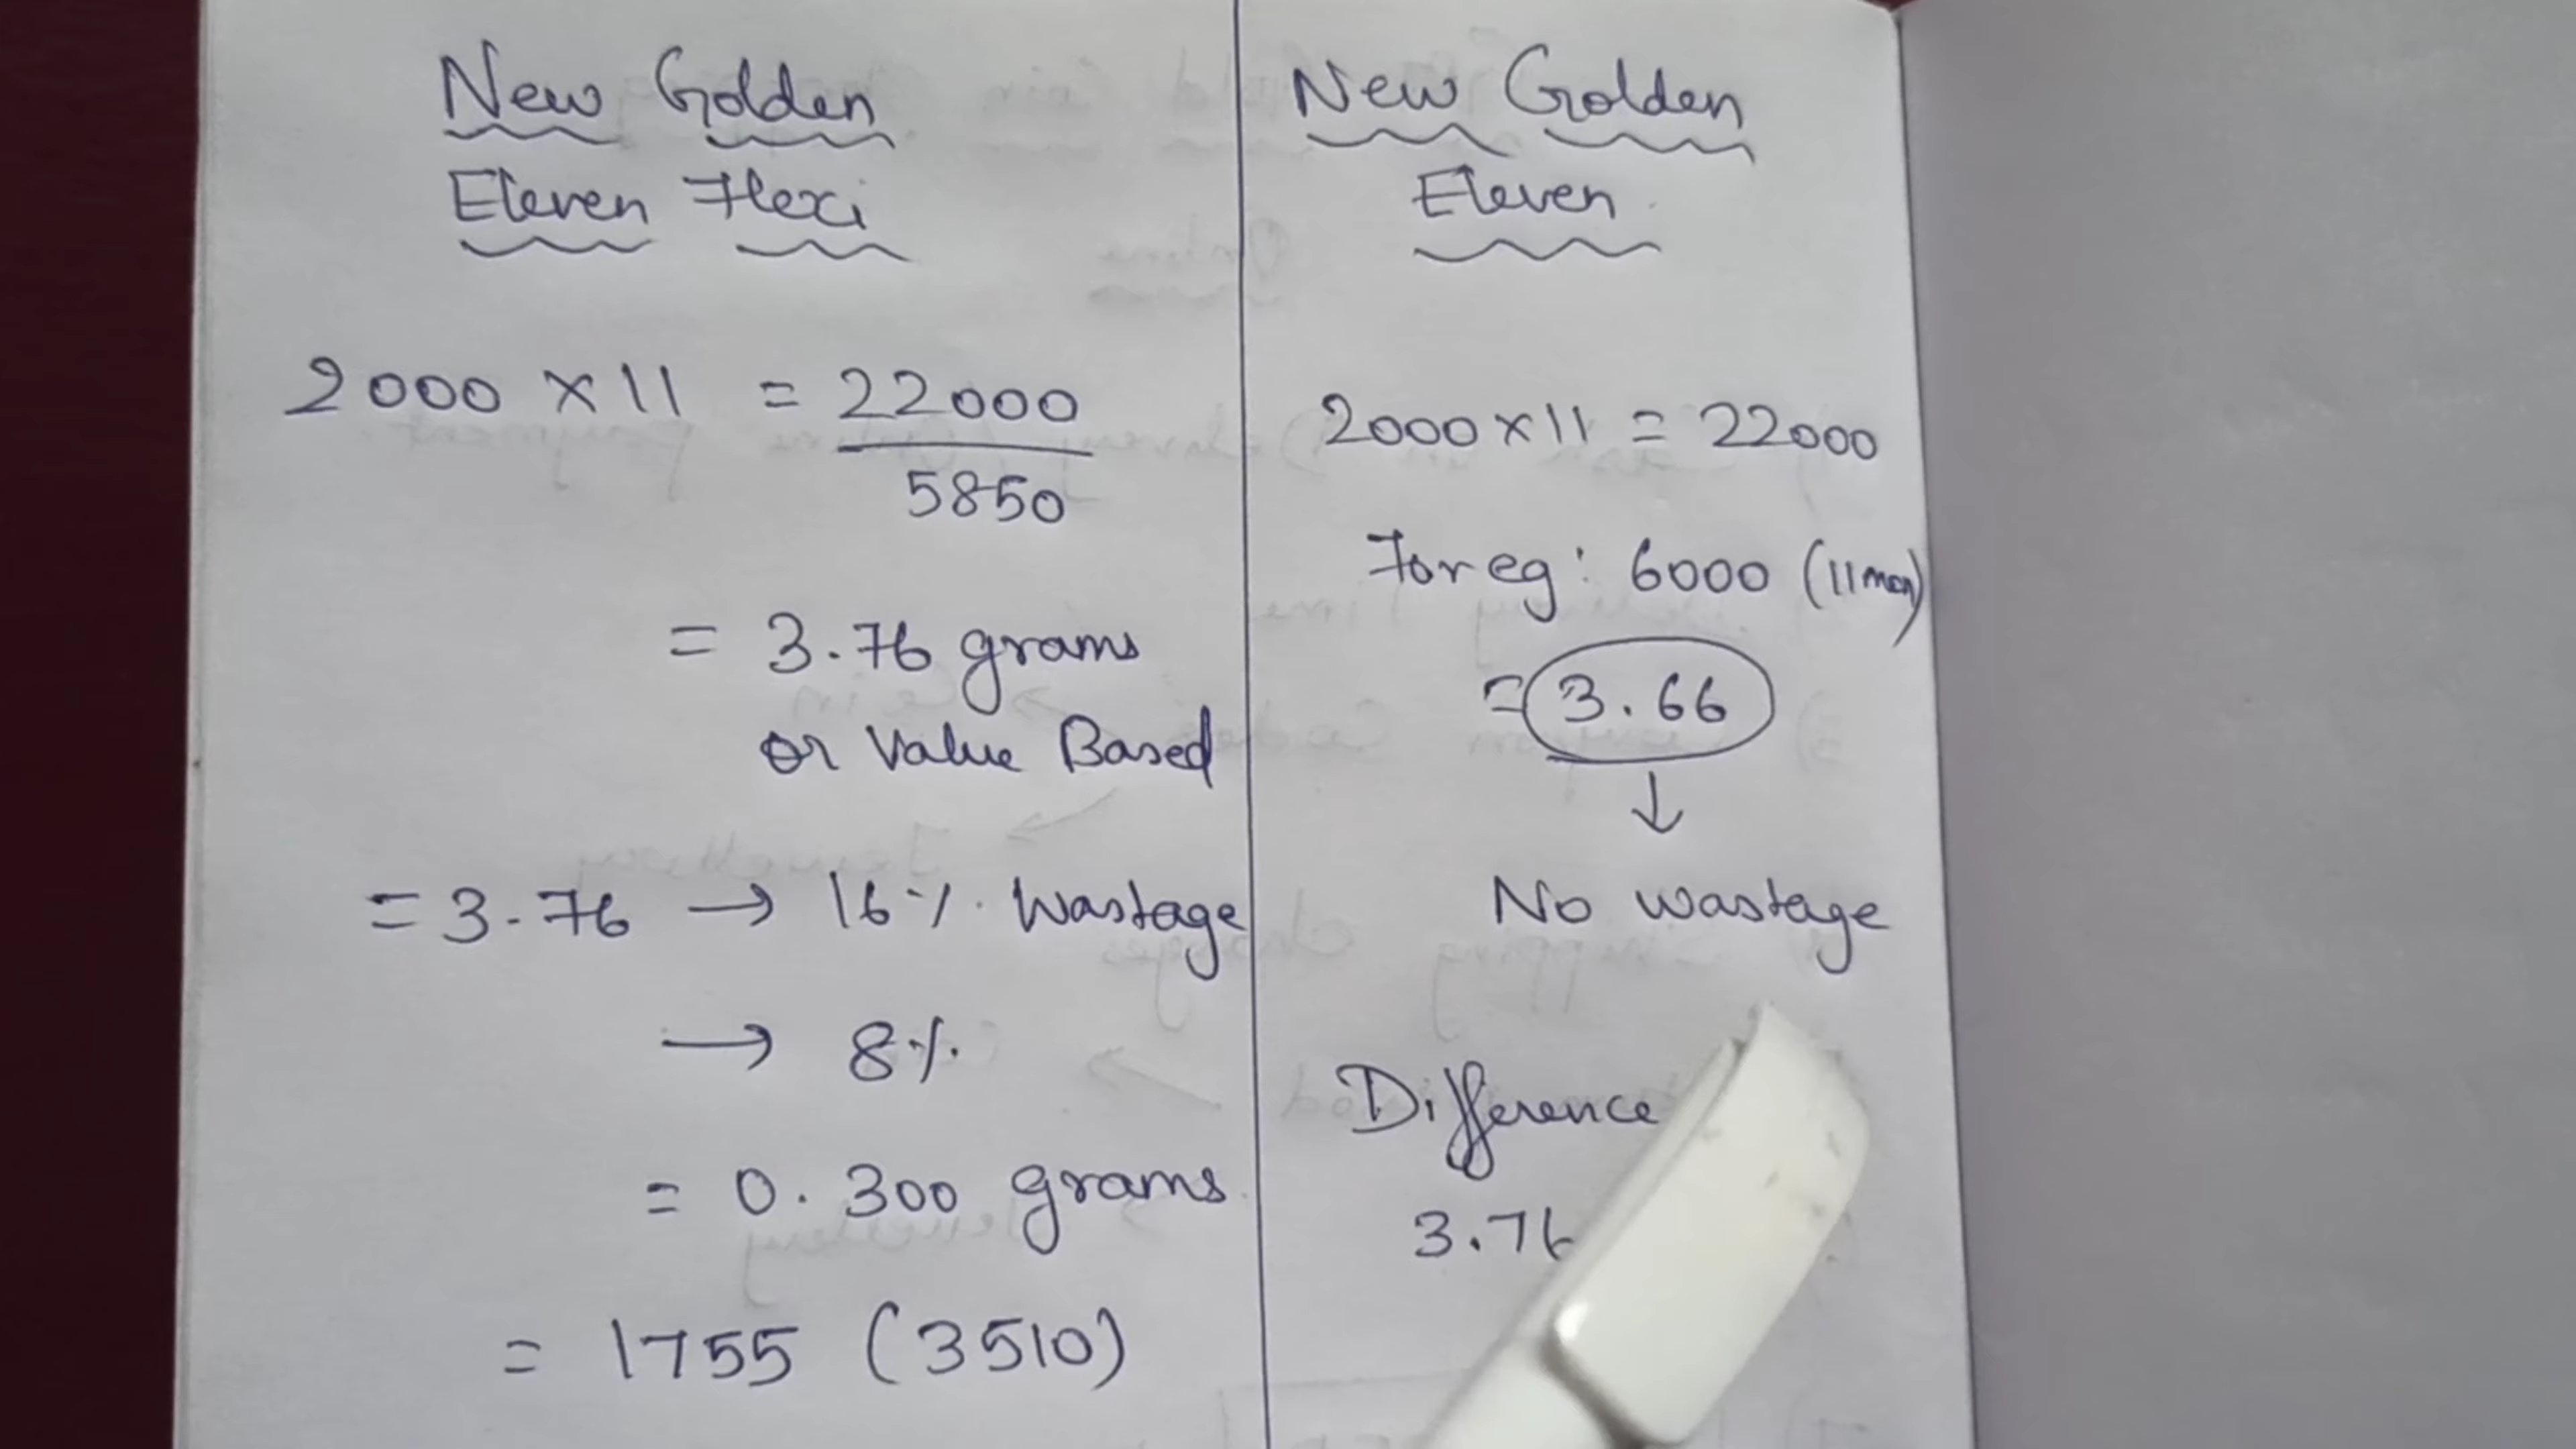 New Golden
Eleven Flexi
2000 × 11 = 22000
5850
= 3.76 grams
or Value Based
= 3.76 → 16% Wastage
→ 8%
= 0.300 grams
= 1755 (3510)
New Golden
Eleven
2000 × 11 = 22000
For eg: 6000 (11 mon)
= 3.66
↓
No wastage
Difference
3.76